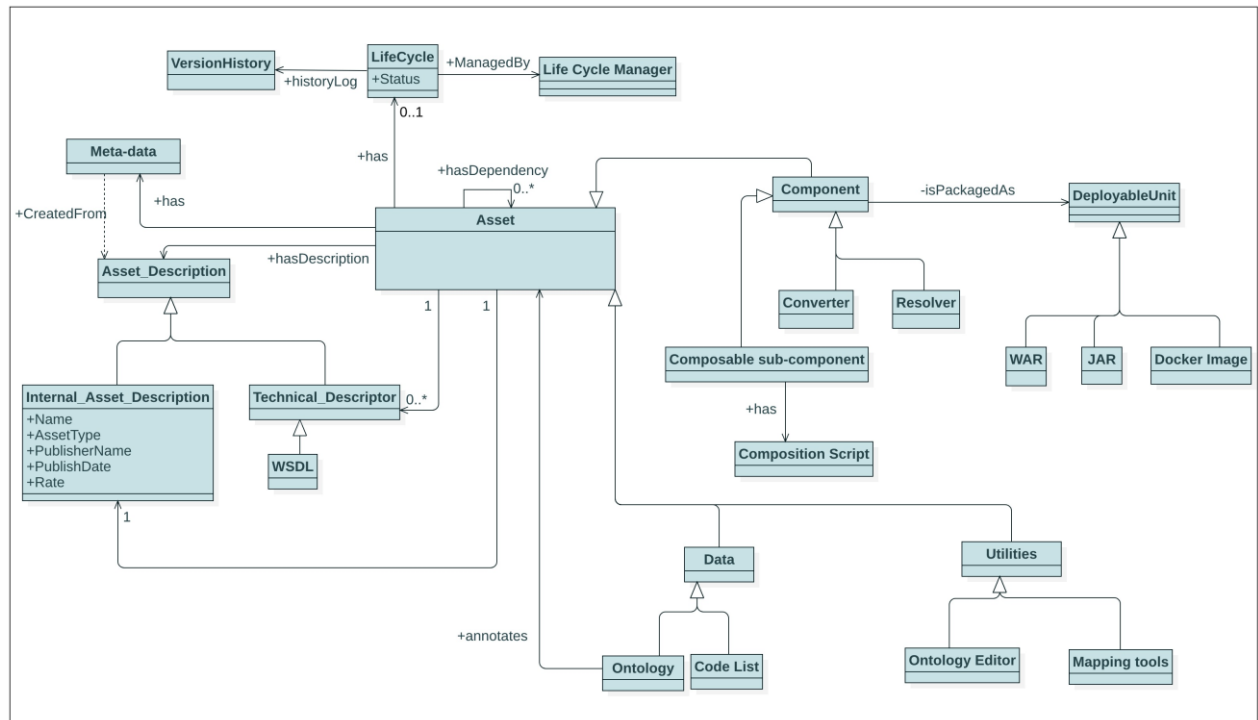 VersionHistory
+historyLog
LifeCycle
+Status
+ManagedBy
Life Cycle Manager
0..1
+has
Meta-data
+has
+CreatedFrom
+hasDependency
0..*
Asset
+hasDescription
Asset_Description
1
1
Component
-isPackagedAs
DeployableUnit
Converter
Resolver
Composable sub-component
WAR
JAR
Docker Image
+has
Composition Script
Internal_Asset_Description
+Name
+AssetType
+PublisherName
+PublishDate
+Rate
1
Technical_Descriptor
0..*
WSDL
Data
Utilities
+annotates
Ontology
Code List
Ontology Editor
Mapping tools